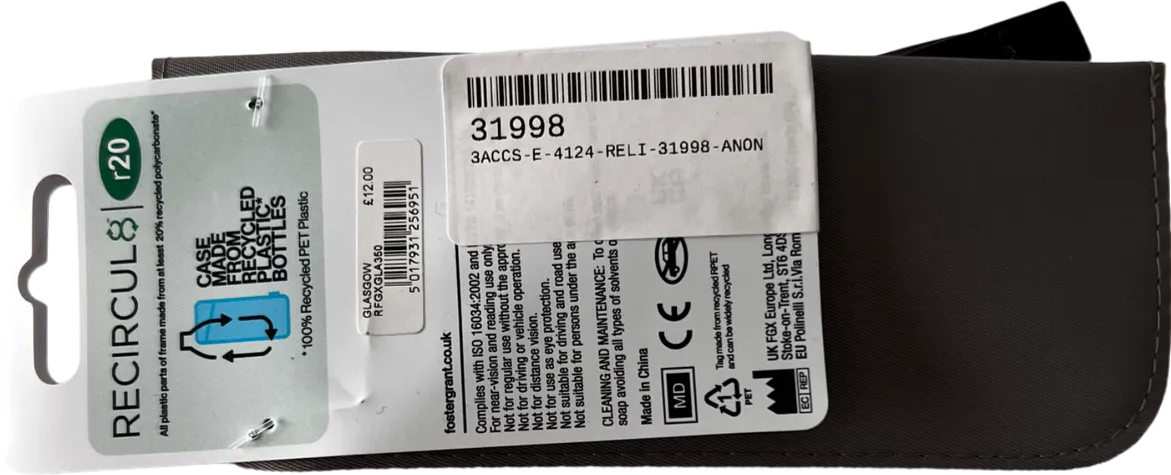 RECIRCUL8 r20
All plastic parts of frame made from at least 20% recycled polycarbonate*
CASE
MADE
FROM
RECYCLED
PLASTIC*
BOTTLES
*100% Recycled PET Plastic
£12.00
GLASGOW
RFGXGLA350
5 017931 256951
31998
3ACCS-E-4124-RELI-31998-ANON
fostergrant.co.uk
Complies with ISO 16034:2002 and
For near-vision and reading use only
Not for regular use without the
Not for driving or vehicle operation.
Not for distance vision.
Not for use as eye protection.
Not suitable for driving and road use
Not suitable for persons under the
CLEANING AND MAINTENANCE: To
soap avoiding all types of solvents
Made in China
MD
CE
1
PET
Tag made from recycled RPET
and can be widely recycled
EC REP
UK FGX Europe Ltd,
Stoke-on-Trent, ST6
EU Polinelli S.r.l. Via